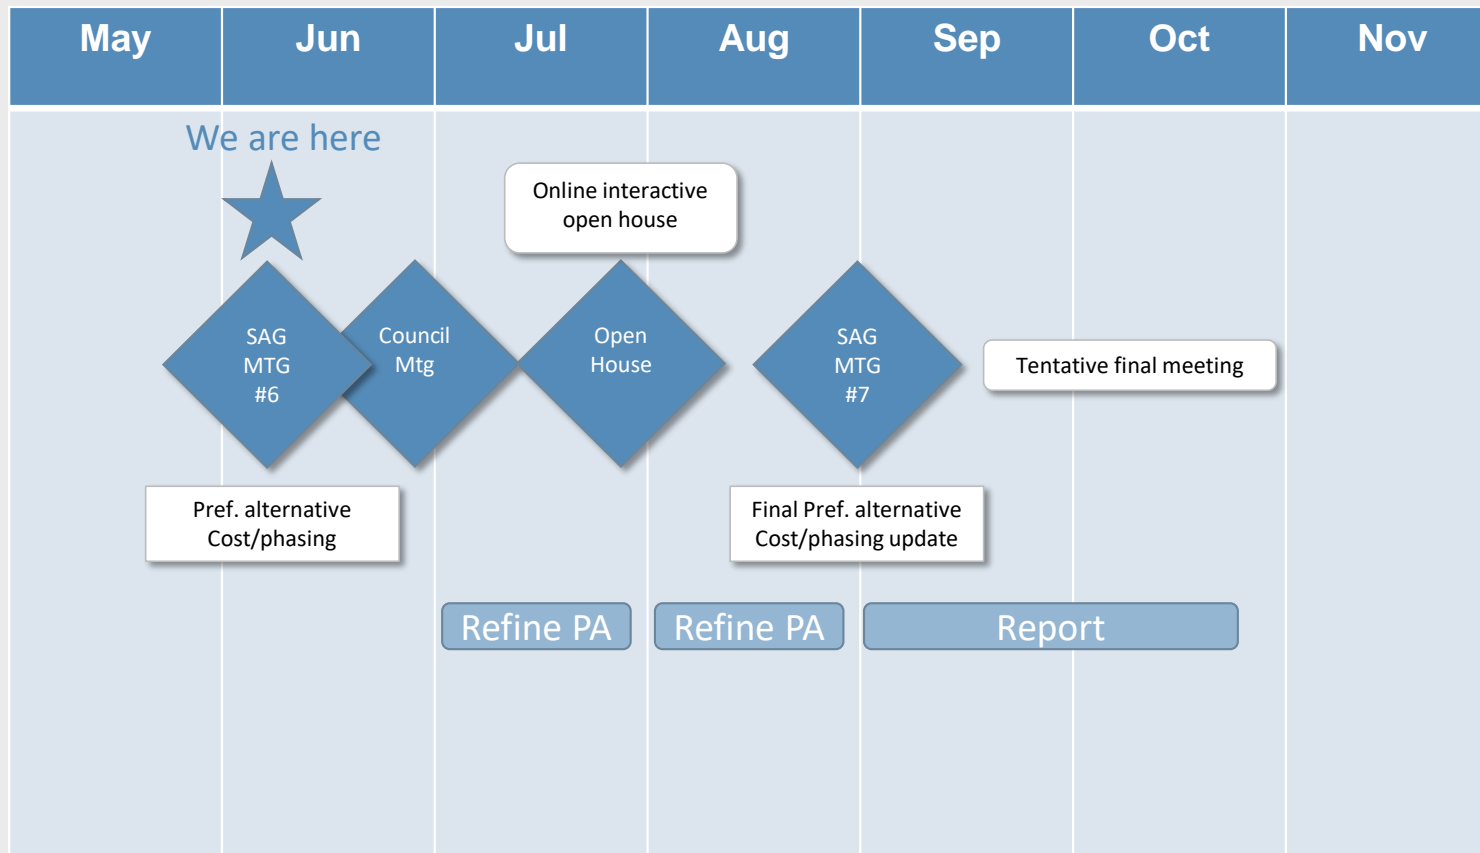 May
Jun
Jul
Aug
Sep
Oct
Nov
We are here
Online interactive
open house
SAG
MTG
#6
Council
Mtg
Open
House
SAG
MTG
#7
Tentative final meeting
Pref. alternative
Cost/phasing
Final Pref. alternative
Cost/phasing update
Refine PA
Refine PA
Report